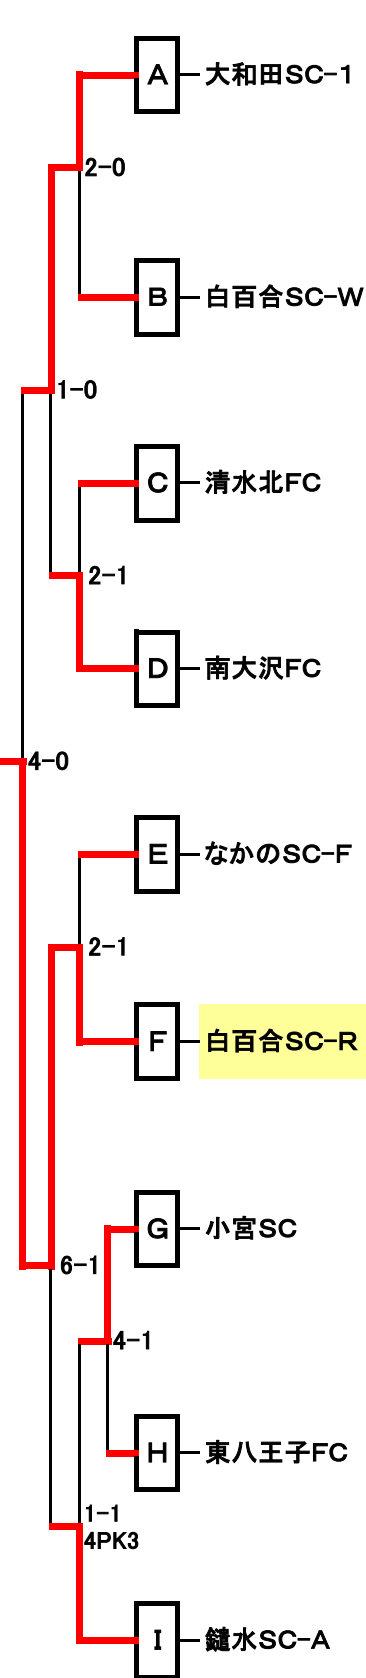 A 大和田SC-1
2-0
B 白百合SC-W
1-0
C 清水北FC
2-1
D 南大沢FC
4-0
E なかのSC-F
2-1
F 白百合SC-R
G 小宮SC
6-1
4-1
H 東八王子FC
1-1
4PK3
I 鑓水SC-A